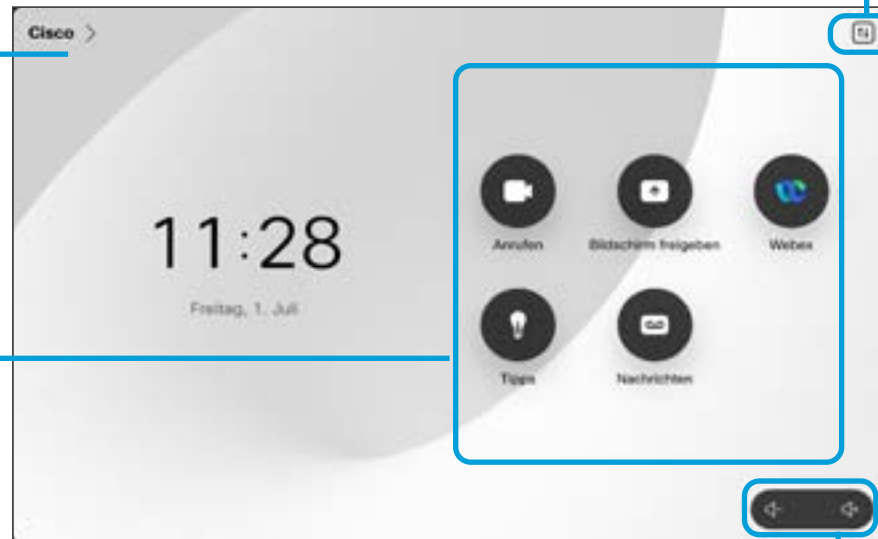 Cisco
11:28
Freitag, 1. Juli
Anrufen
Bildschirm freigeben
Webex
Tipps
Nachrichten